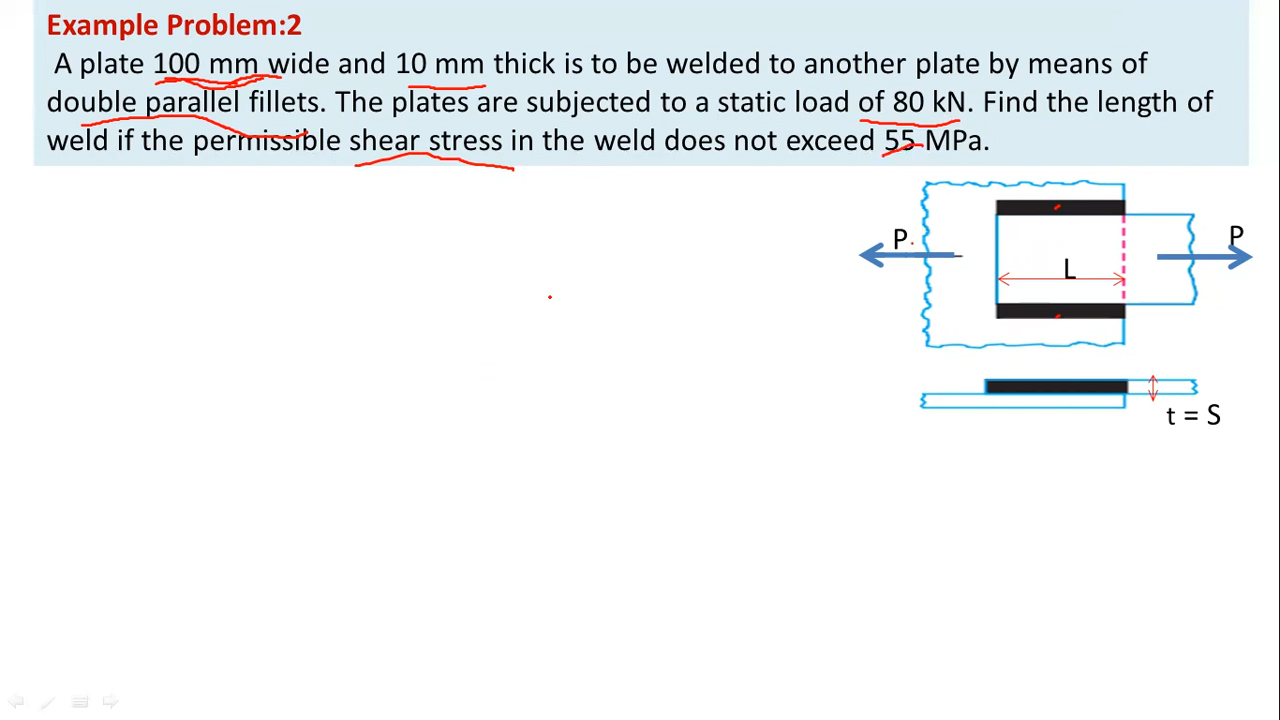 Example Problem:2
A plate 100 mm wide and 10 mm thick is to be welded to another plate by means of
double parallel fillets. The plates are subjected to a static load of 80 kN. Find the length of
weld if the permissible shear stress in the weld does not exceed 55 MPa.
P
P
L
t = S